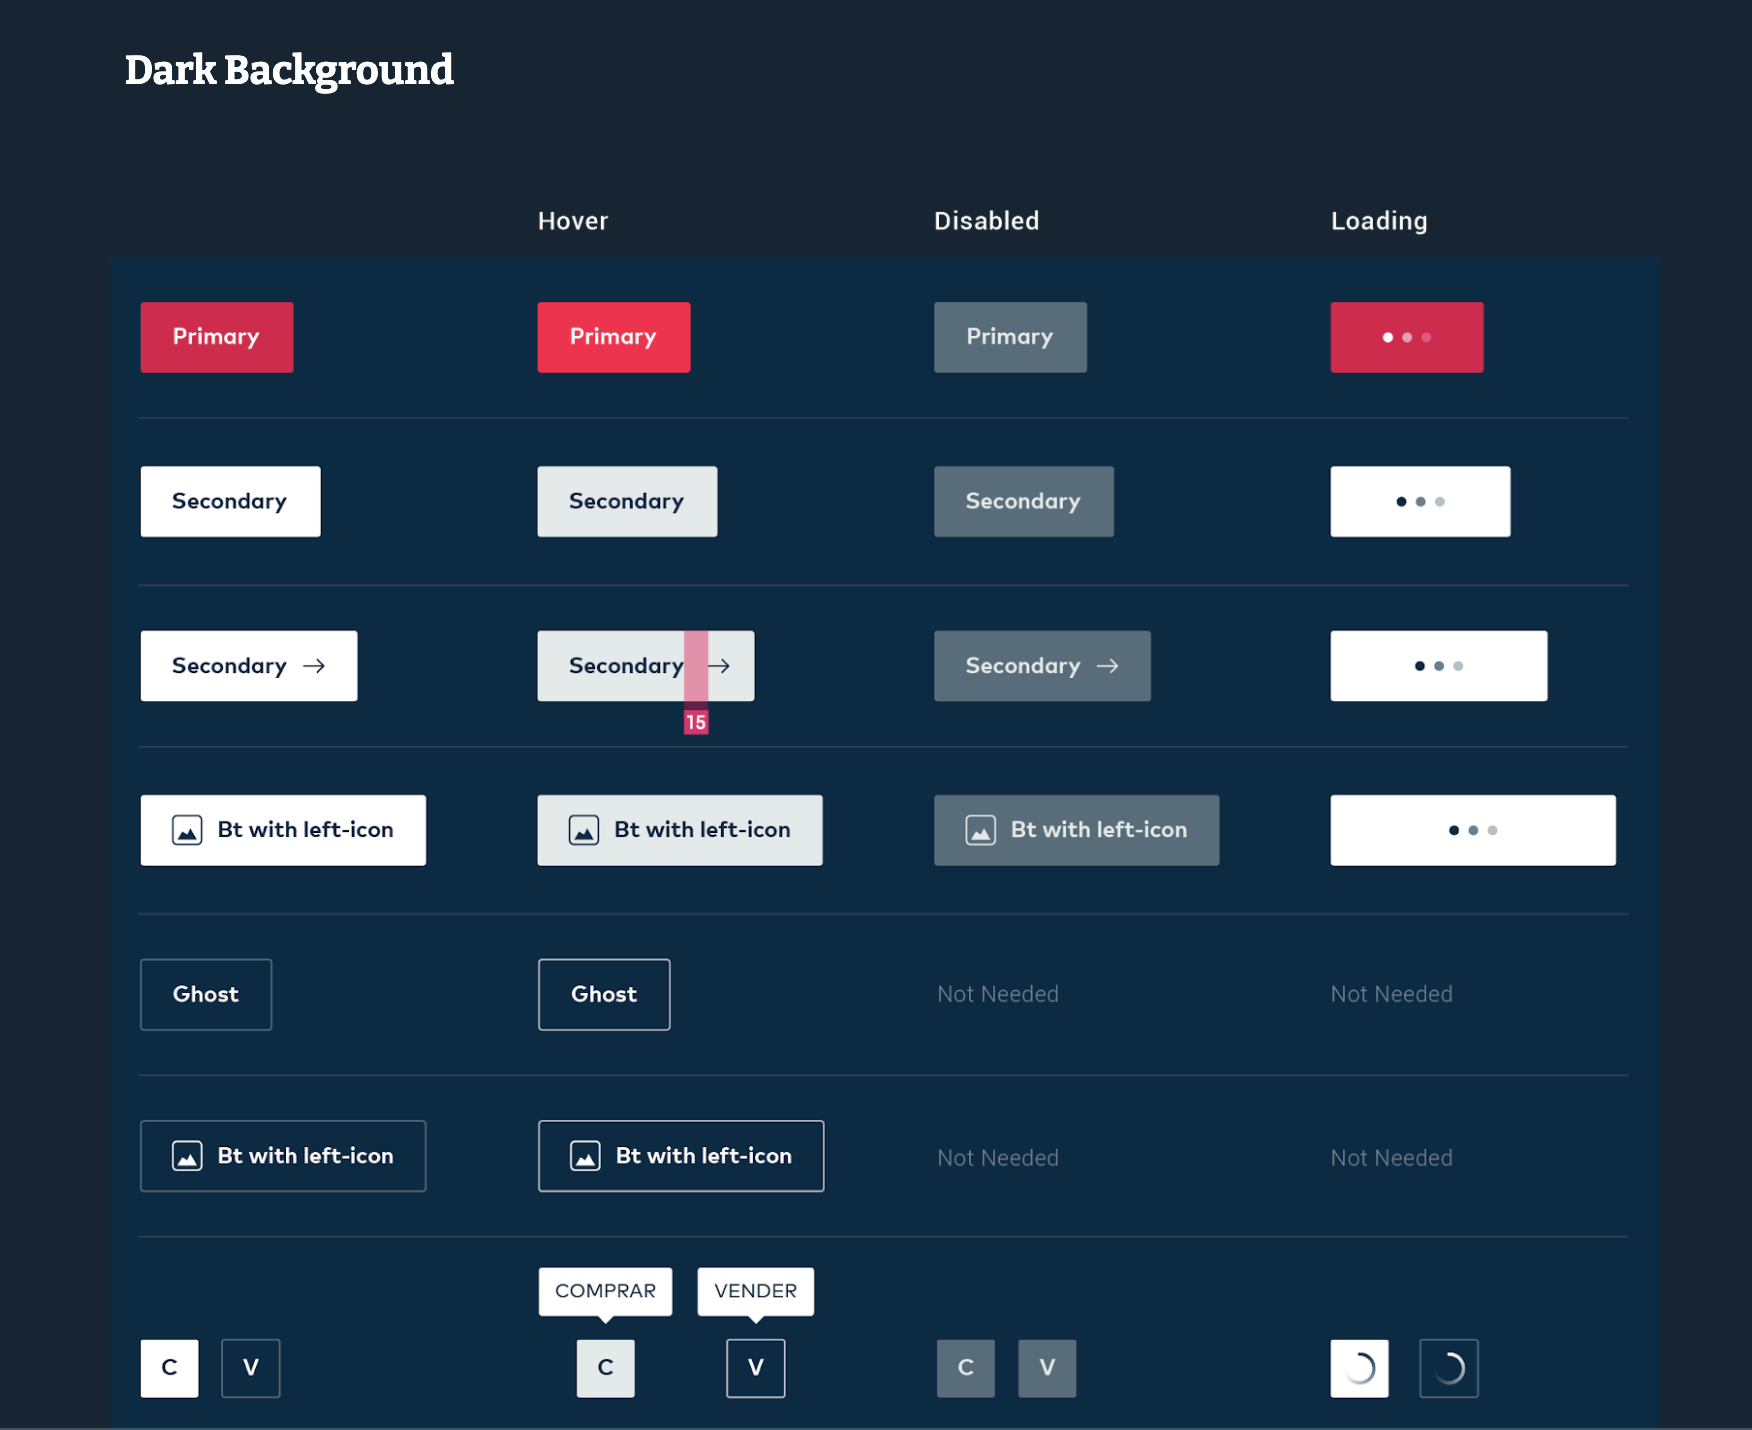 Dark Background
Hover Disabled Loading
Primary Primary Primary
Secondary Secondary Secondary
Secondary → Secondary → Secondary →
15
Bt with left-icon Bt with left-icon Bt with left-icon
Ghost Ghost Not Needed Not Needed
Bt with left-icon Bt with left-icon Not Needed Not Needed
COMPRAR VENDER
C V C V C V